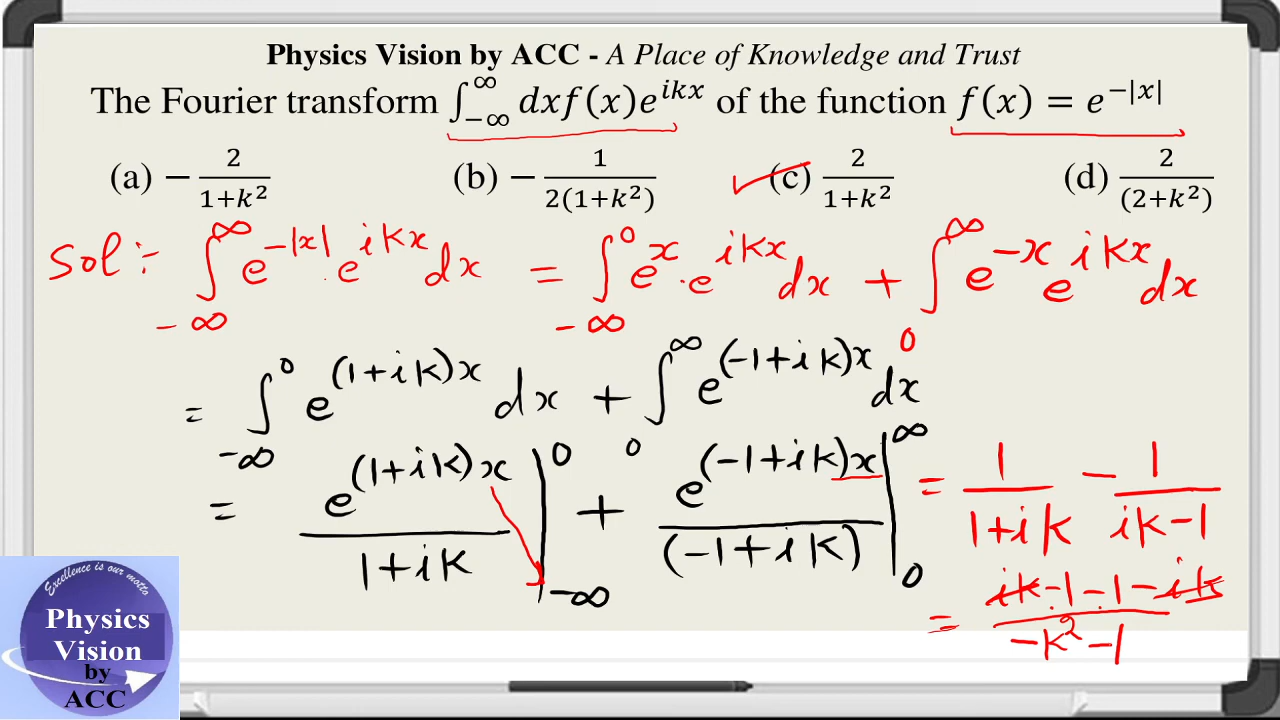 Physics Vision by ACC - A Place of Knowledge and Trust
The Fourier transform ∫_{-∞}^{∞} dxf(x)e^{ikx} of the function f(x) = e^{-|x|}
(a) - 2/(1+k²) (b) - 1/(2(1+k²)) (c) 2/(1+k²) (d) 2/((2+k²))
Sol :- ∫_{-∞}^{∞} e^{-|x|} . e^{ikx} dx = ∫_{-∞}^{0} e^{x} . e^{ikx} dx + ∫_{0}^{∞} e^{-x} e^{ikx} dx
= ∫_{-∞}^{0} e^{(1+ik)x} dx + ∫_{0}^{∞} e^{(-1+ik)x} dx
= e^{(1+ik)x}/(1+ik) |_{-∞}^{0} + e^{(-1+ik)x}/(-1+ik) |_{0}^{∞} = 1/(1+ik) - 1/(ik-1)
= (ik-1-1-ik)/(-k²-1)
Excellence is our motto
Physics
Vision
by
ACC